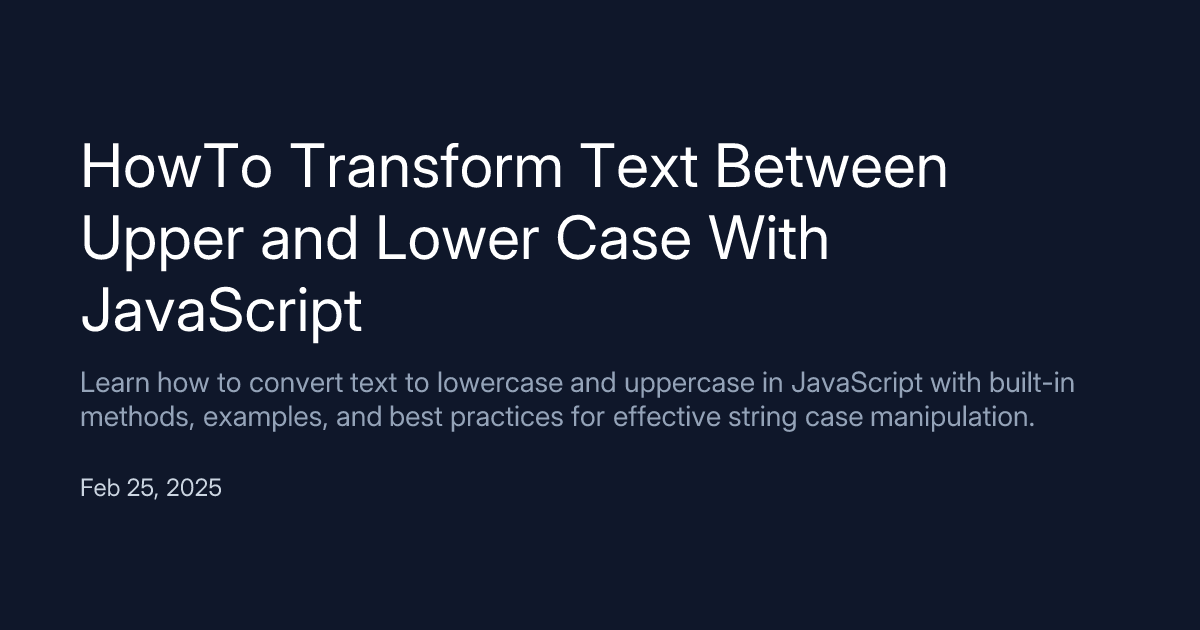 HowTo Transform Text Between
Upper and Lower Case With
JavaScript
Learn how to convert text to lowercase and uppercase in JavaScript with built-in
methods, examples, and best practices for effective string case manipulation.
Feb 25, 2025